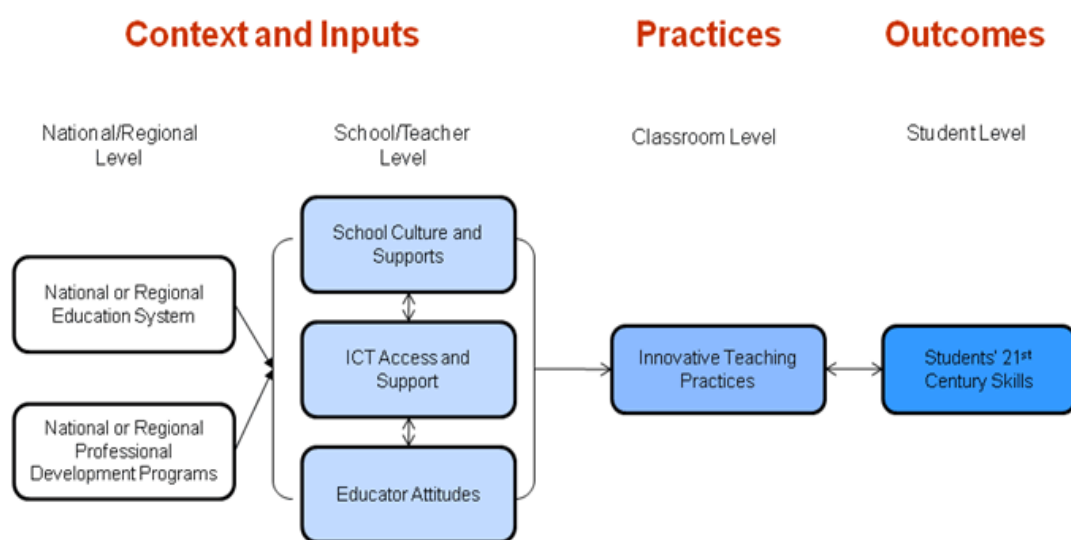 Context and Inputs
Practices
Outcomes
National/Regional
Level
School/Teacher
Level
Classroom Level
Student Level
National or Regional
Education System
National or Regional
Professional
Development Programs
School Culture and
Supports
ICT Access and
Support
Educator Attitudes
Innovative Teaching
Practices
Students' 21st
Century Skills